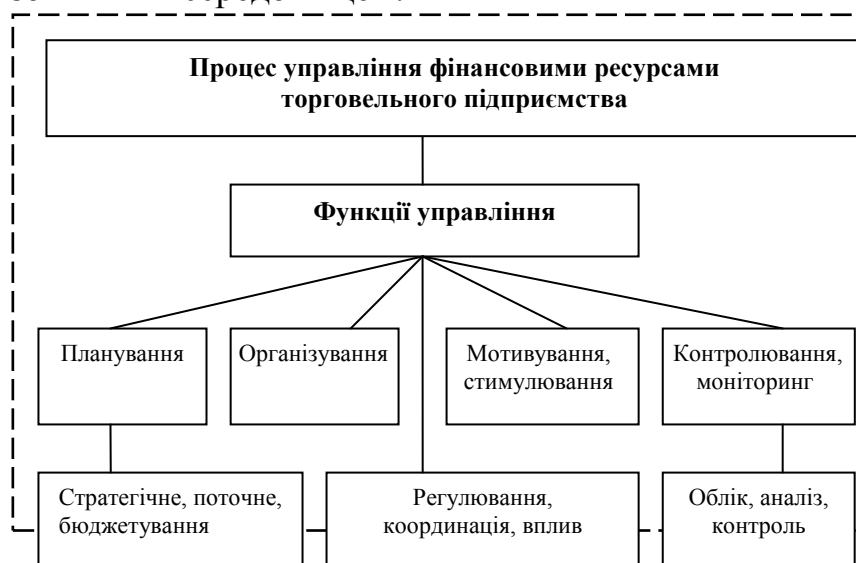 Процес управління фінансовими ресурсами
торговельного підприємства
Функції управління
Планування
Організування
Мотивування,
стимулювання
Контролювання,
моніторинг
Стратегічне, поточне,
бюджетування
Регулювання,
координація, вплив
Облік, аналіз,
контроль